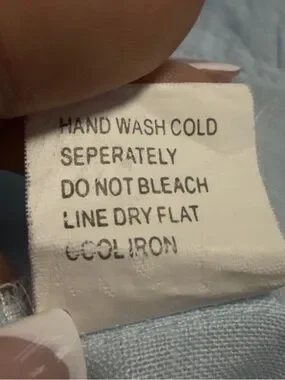 HAND WASH COLD
SEPERATELY
DO NOT BLEACH
LINE DRY FLAT
COOL IRON